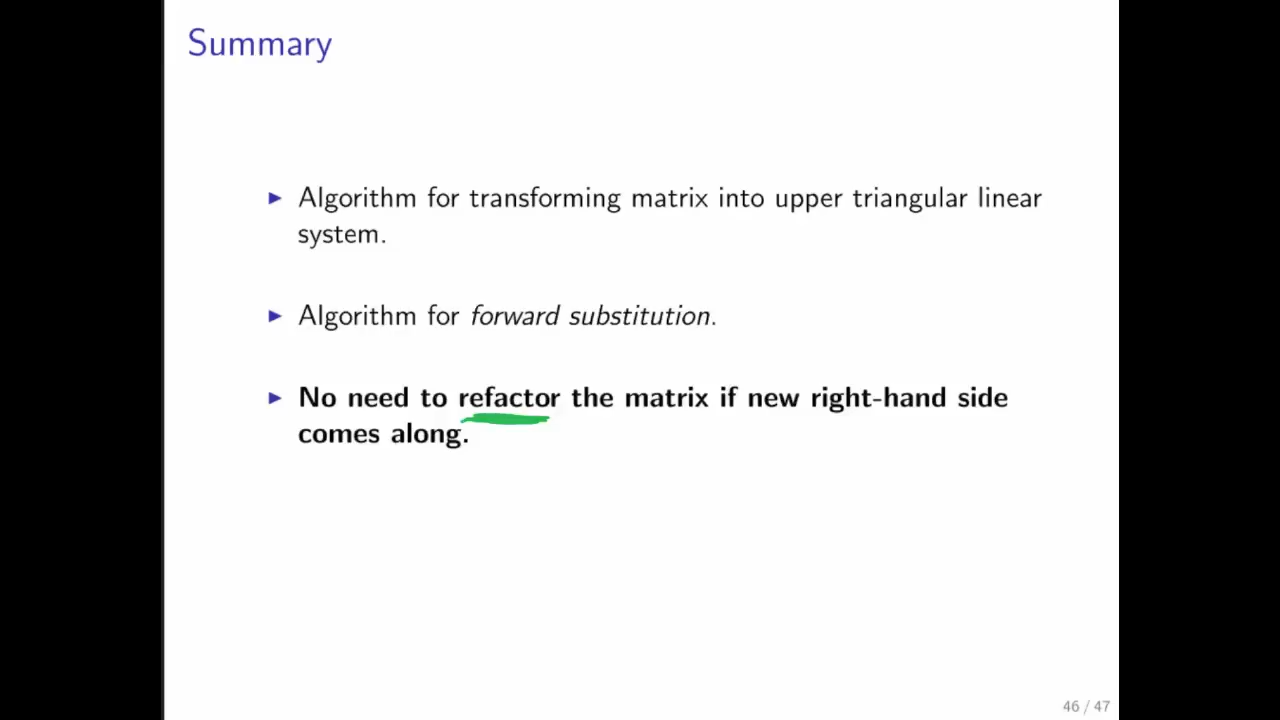 Summary
► Algorithm for transforming matrix into upper triangular linear
system.
► Algorithm for forward substitution.
► No need to refactor the matrix if new right-hand side
comes along.
46 / 47